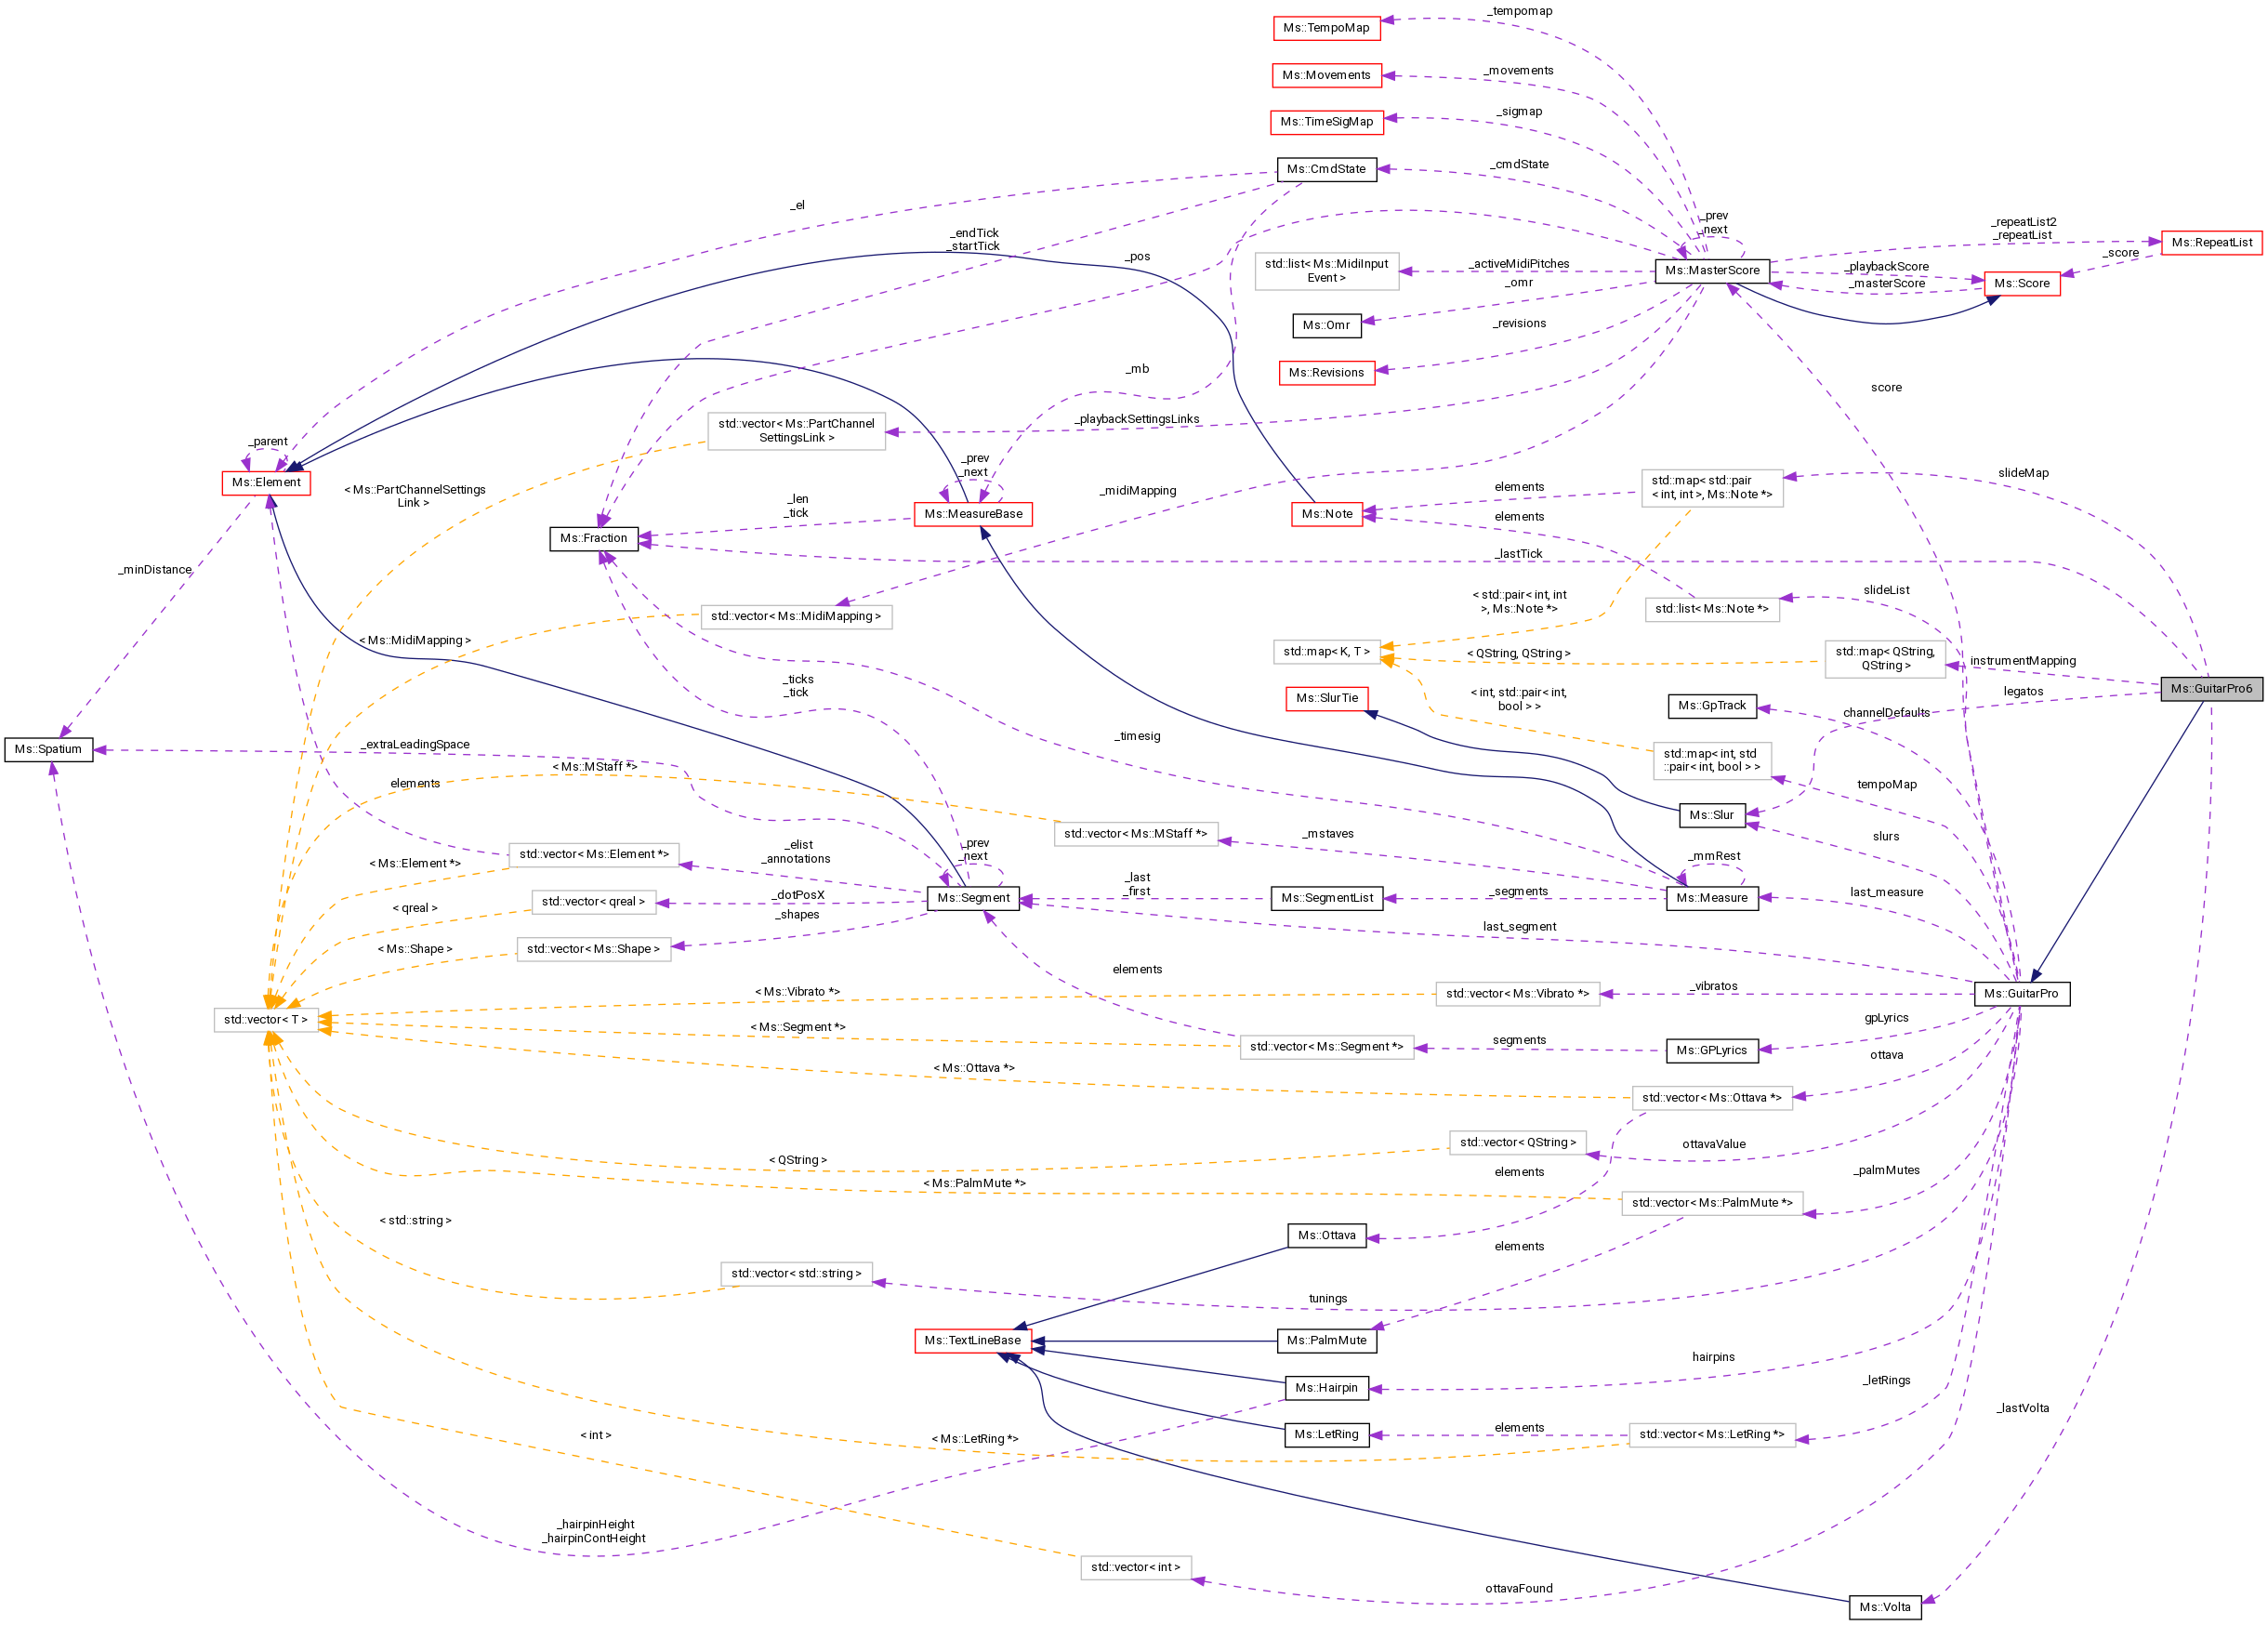 _tempomap
Ms::TempoMap
_movements
Ms::Movements
_sigmap
Ms::TimeSigMap
_cmdState
Ms::CmdState
_el
_endTick
_startTick
_pos
_prev
_next
_repeatList2
_repeatList
Ms::RepeatList
std::list< Ms::MidiInput
Event >
_activeMidiPitches
Ms::MasterScore
_playbackScore
_masterScore
_score
Ms::Score
_omr
Ms::Omr
_revisions
Ms::Revisions
_mb
score
std::vector< Ms::PartChannel
SettingsLink >
_playbackSettingsLinks
_parent
Ms::Element
< Ms::PartChannelSettings
Link >
_prev
_next
_len
_tick
Ms::MeasureBase
_midiMapping
elements
std::map< std::pair
< int, int >, Ms::Note *>
slideMap
Ms::Note
elements
Ms::Fraction
_lastTick
_minDistance
< std::pair< int, int
>, Ms::Note *>
std::list< Ms::Note *>
slideList
std::vector< Ms::MidiMapping >
< Ms::MidiMapping >
std::map< K, T >
< QString, QString >
std::map< QString,
QString >
instrumentMapping
Ms::GuitarPro6
_ticks
_tick
Ms::SlurTie
< int, std::pair< int,
bool > >
Ms::GpTrack
legatos
channelDefaults
Ms::Spatium
_extraLeadingSpace
_timesig
std::map< int, std
::pair< int, bool > >
< Ms::MStaff *>
elements
tempoMap
Ms::Slur
std::vector< Ms::MStaff *>
_mstaves
slurs
_elist
_annotations
_prev
_next
std::vector< Ms::Element *>
< Ms::Element *>
_mmRest
_last
_first
Ms::Segment
Ms::SegmentList
_segments
Ms::Measure
last_measure
std::vector< qreal >
< qreal >
_dotPosX
_shapes
last_segment
std::vector< Ms::Shape >
< Ms::Shape >
elements
< Ms::Vibrato *>
std::vector< Ms::Vibrato *>
_vibratos
Ms::GuitarPro
std::vector< T >
< Ms::Segment *>
std::vector< Ms::Segment *>
segments
Ms::GPLyrics
gpLyrics
ottava
< Ms::Ottava *>
std::vector< Ms::Ottava *>
std::vector< QString >
ottavaValue
< QString >
elements
_palmMutes
< Ms::PalmMute *>
std::vector< Ms::PalmMute *>
< std::string >
Ms::Ottava
elements
std::vector< std::string >
tunings
Ms::TextLineBase
Ms::PalmMute
hairpins
Ms::Hairpin
_letRings
_lastVolta
< int >
< Ms::LetRing *>
Ms::LetRing
elements
std::vector< Ms::LetRing *>
_hairpinHeight
_hairpinContHeight
std::vector< int >
ottavaFound
Ms::Volta